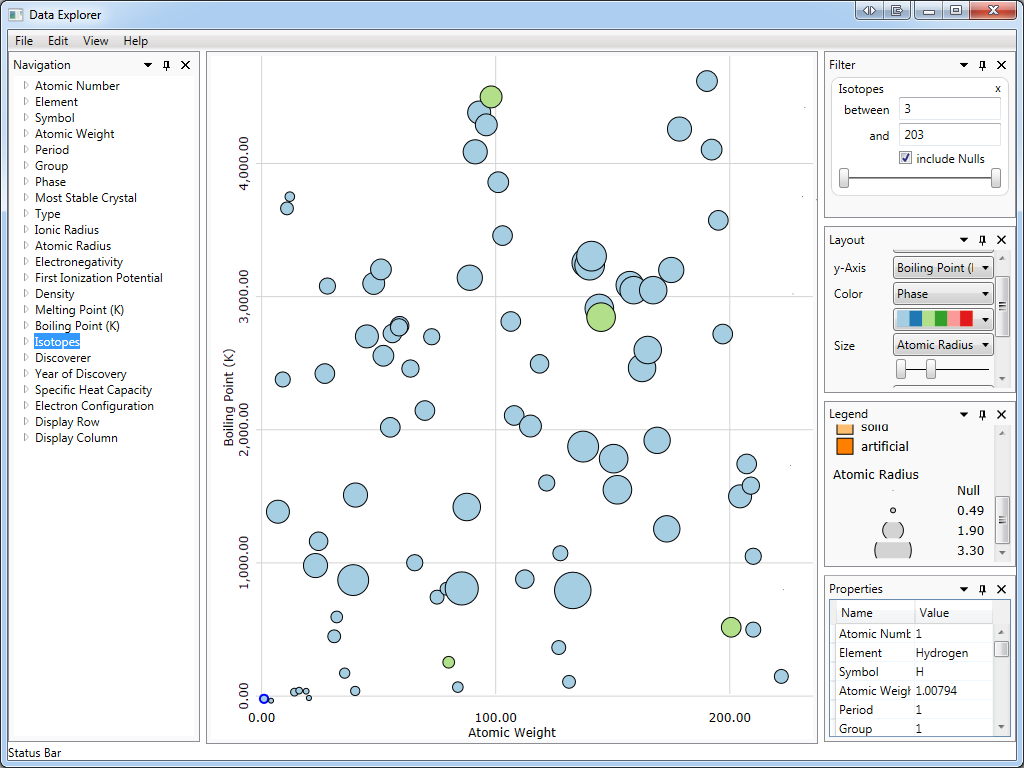 Data Explorer
File Edit View Help
Navigation
Atomic Number
Element
Symbol
Atomic Weight
Period
Group
Phase
Most Stable Crystal
Type
Ionic Radius
Atomic Radius
Electronegativity
First Ionization Potential
Density
Melting Point (K)
Boiling Point (K)
Isotopes
Discoverer
Year of Discovery
Specific Heat Capacity
Electron Configuration
Display Row
Display Column
Boiling Point (K)
4,000.00
3,000.00
2,000.00
1,000.00
0.00
0.00 100.00 200.00
Atomic Weight
Filter
Isotopes x
between 3
and 203
include Nulls
Layout
y-Axis Boiling Point (
Color Phase
Size Atomic Radius
Legend
solid
artificial
Atomic Radius
Null
0.49
1.90
3.30
Properties
Name Value
Atomic Numb 1
Element Hydrogen
Symbol H
Atomic Weigh 1.00794
Period 1
Group 1
Status Bar